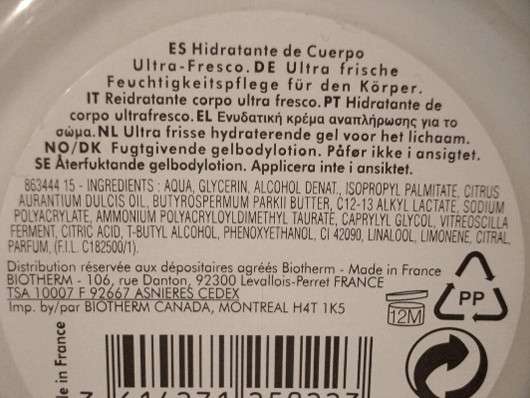 ES Hidratante de Cuerpo
Ultra-Fresco. DE Ultra frische
Feuchtigkeitspflege für den Körper.
IT Reidratante corpo ultra fresco. PT Hidratante de
corpo ultrafresco. EL Ενυδατική κρέμα αναπλήρωσης για το
σώμα. NL Ultra frisse hydraterende gel voor het lichaam.
NO/DK Fugtgivende gelbodylotion. Påfør ikke i ansigtet.
SE Återfuktande gelbodylotion. Applicera inte i ansiktet.
863444 15 - INGREDIENTS : AQUA, GLYCERIN, ALCOHOL DENAT., ISOPROPYL PALMITATE, CITRUS
AURANTIUM DULCIS OIL, BUTYROSPERMUM PARKII BUTTER, C12-13 ALKYL LACTATE, SODIUM
POLYACRYLATE, AMMONIUM POLYACRYLOYLDIMETHYL TAURATE, CAPRYLYL GLYCOL, VITREOSCILLA
FERMENT, CITRIC ACID, T-BUTYL ALCOHOL, PHENOXYETHANOL, CI 42090, LINALOOL, LIMONENE, CITRAL,
PARFUM, (F.I.L. C182500/1).
Distribution réservée aux dépositaires agréés Biotherm - Made in France
BIOTHERM - 106, rue Danton, 92300 Levallois-Perret FRANCE
TSA 10007 F 92667 ASNIERES CEDEX
Imp. by/par BIOTHERM CANADA, MONTREAL H4T 1K5
PP
12M
e in France